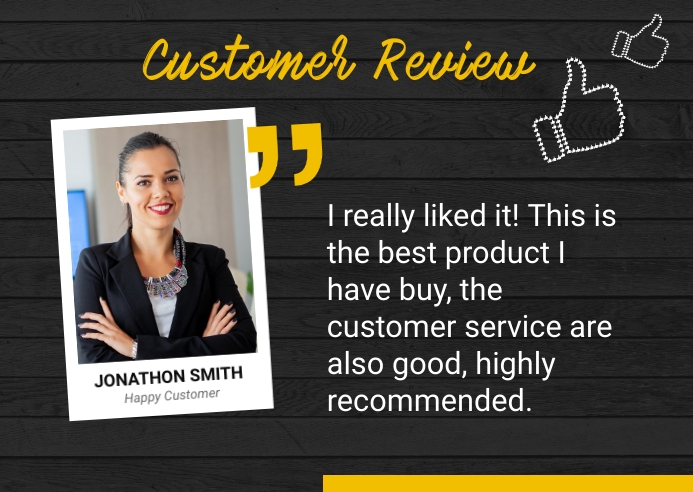 Customer Review
”
I really liked it! This is
the best product I
have buy, the
customer service are
also good, highly
recommended.
JONATHON SMITH
Happy Customer